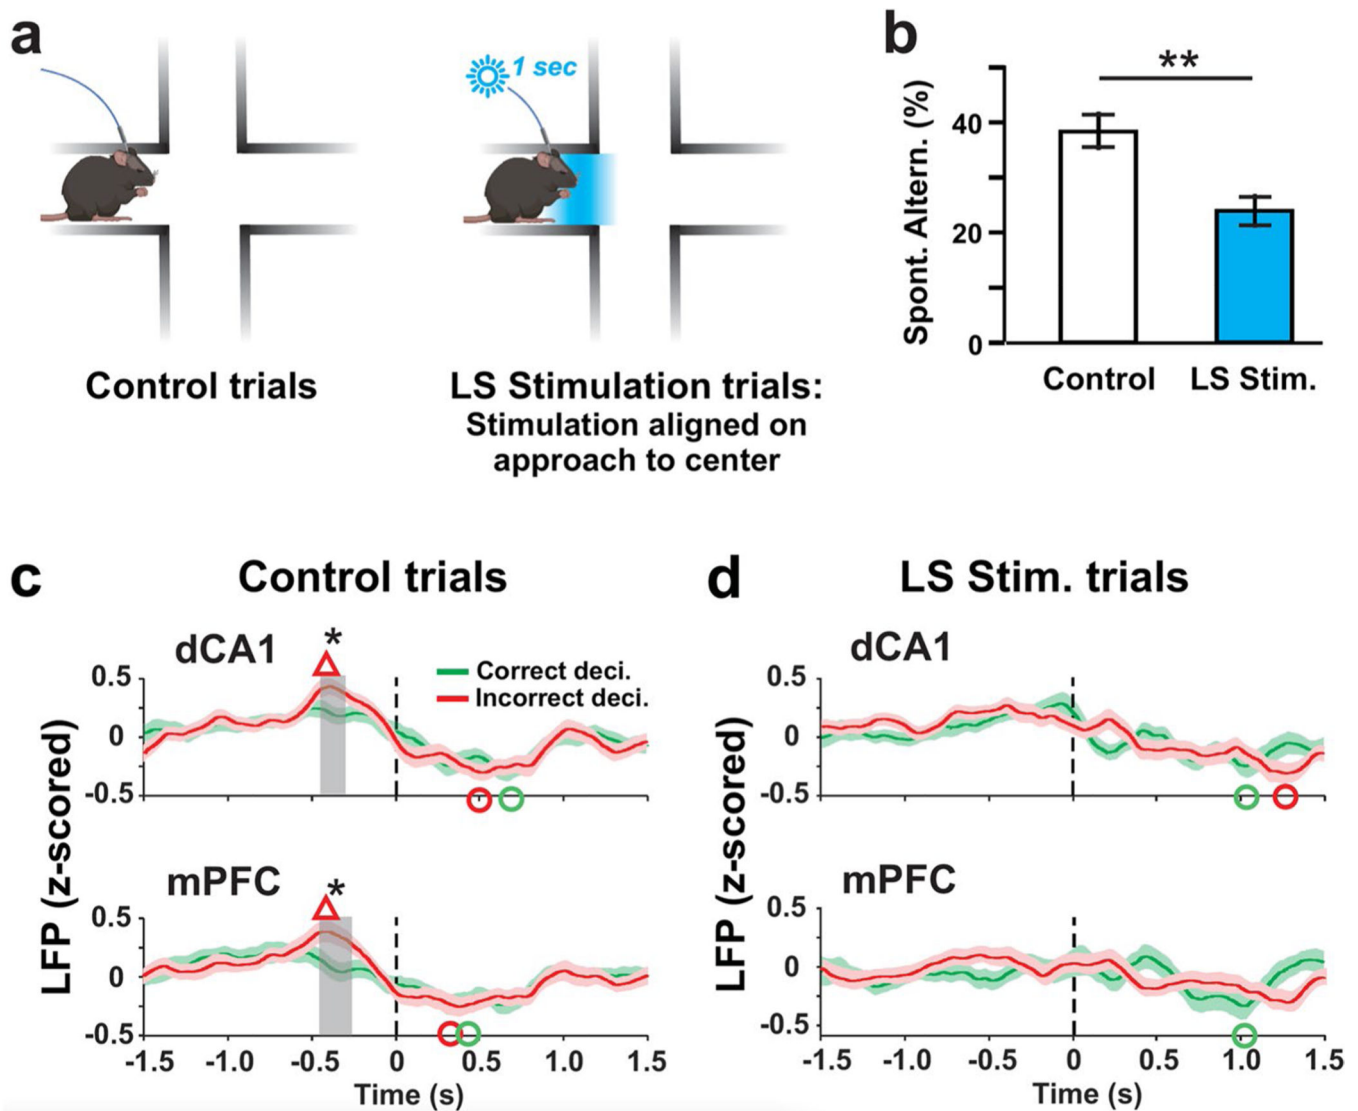 a
1 sec
Control trials
LS Stimulation trials:
Stimulation aligned on
approach to center
b
**
Spont. Altern. (%)
40
20
0
Control
LS Stim.
c
Control trials
dCA1
*
Correct deci.
Incorrect deci.
0.5
0
-0.5
mPFC
*
0.5
0
-0.5
LFP (z-scored)
-1.5 -1.0 -0.5 0 0.5 1.0 1.5
Time (s)
d
LS Stim. trials
dCA1
0.5
0
-0.5
mPFC
0.5
0
-0.5
LFP (z-scored)
-1.5 -1.0 -0.5 0 0.5 1.0 1.5
Time (s)